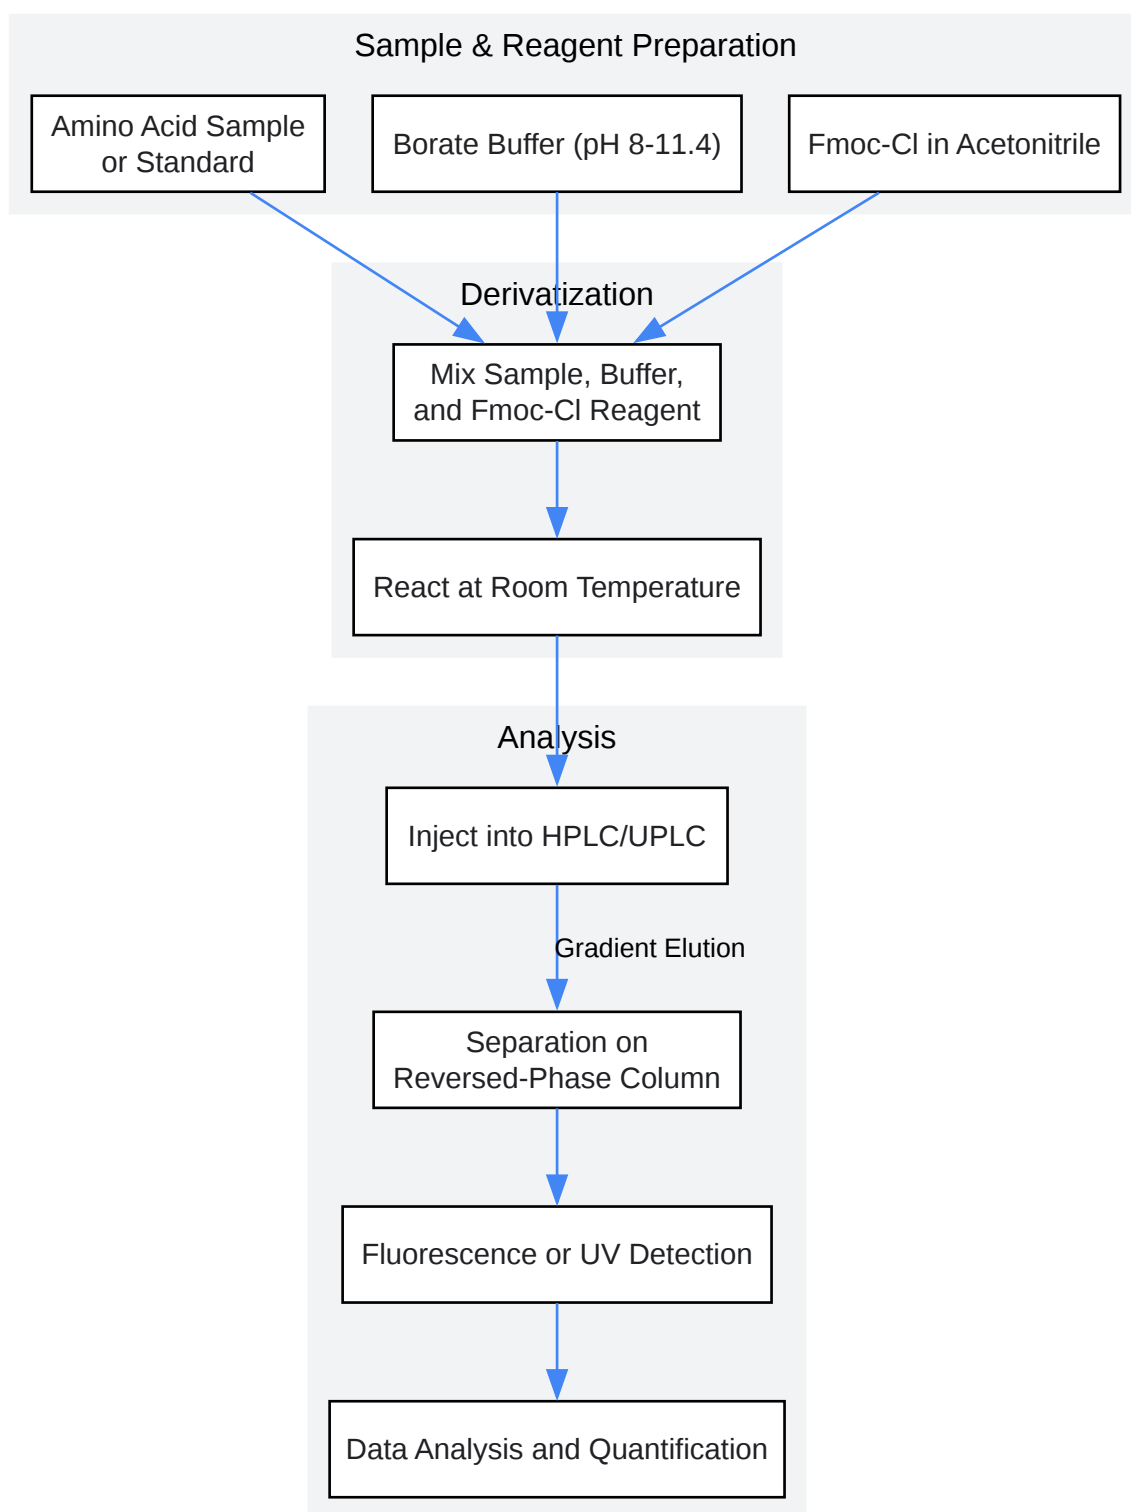 Sample & Reagent Preparation
Amino Acid Sample
or Standard
Borate Buffer (pH 8-11.4)
Fmoc-Cl in Acetonitrile
Derivatization
Mix Sample, Buffer,
and Fmoc-Cl Reagent
React at Room Temperature
Analysis
Inject into HPLC/UPLC
Gradient Elution
Separation on
Reversed-Phase Column
Fluorescence or UV Detection
Data Analysis and Quantification